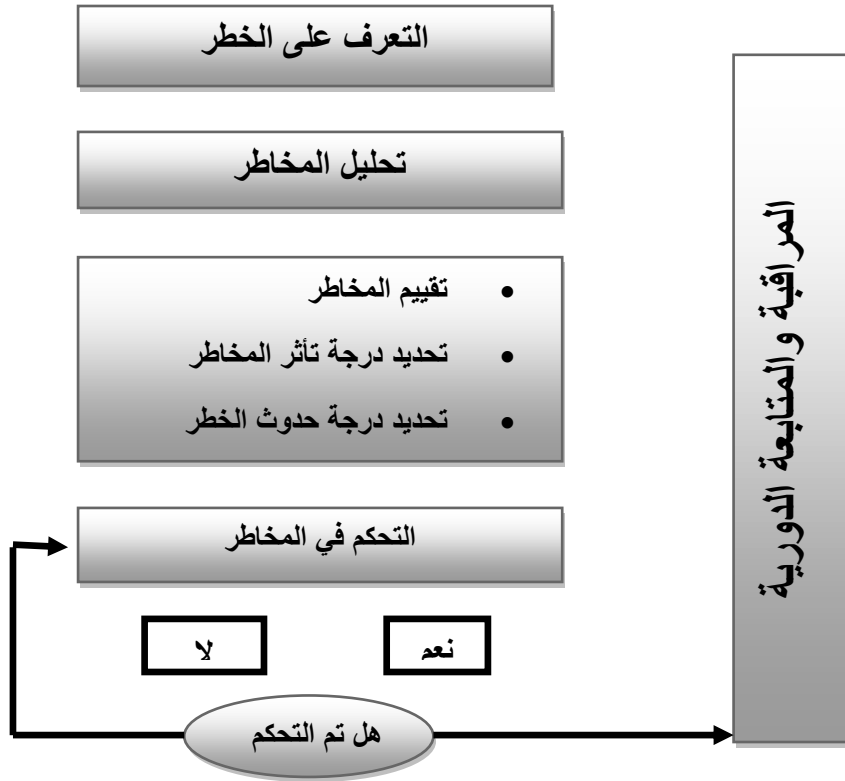 التعرف على الخطر
تحليل المخاطر
• تقييم المخاطر
• تحديد درجة تأثر المخاطر
• تحديد درجة حدوث الخطر
التحكم في المخاطر
نعم
لا
هل تم التحكم
المراقبة والمتابعة الدورية